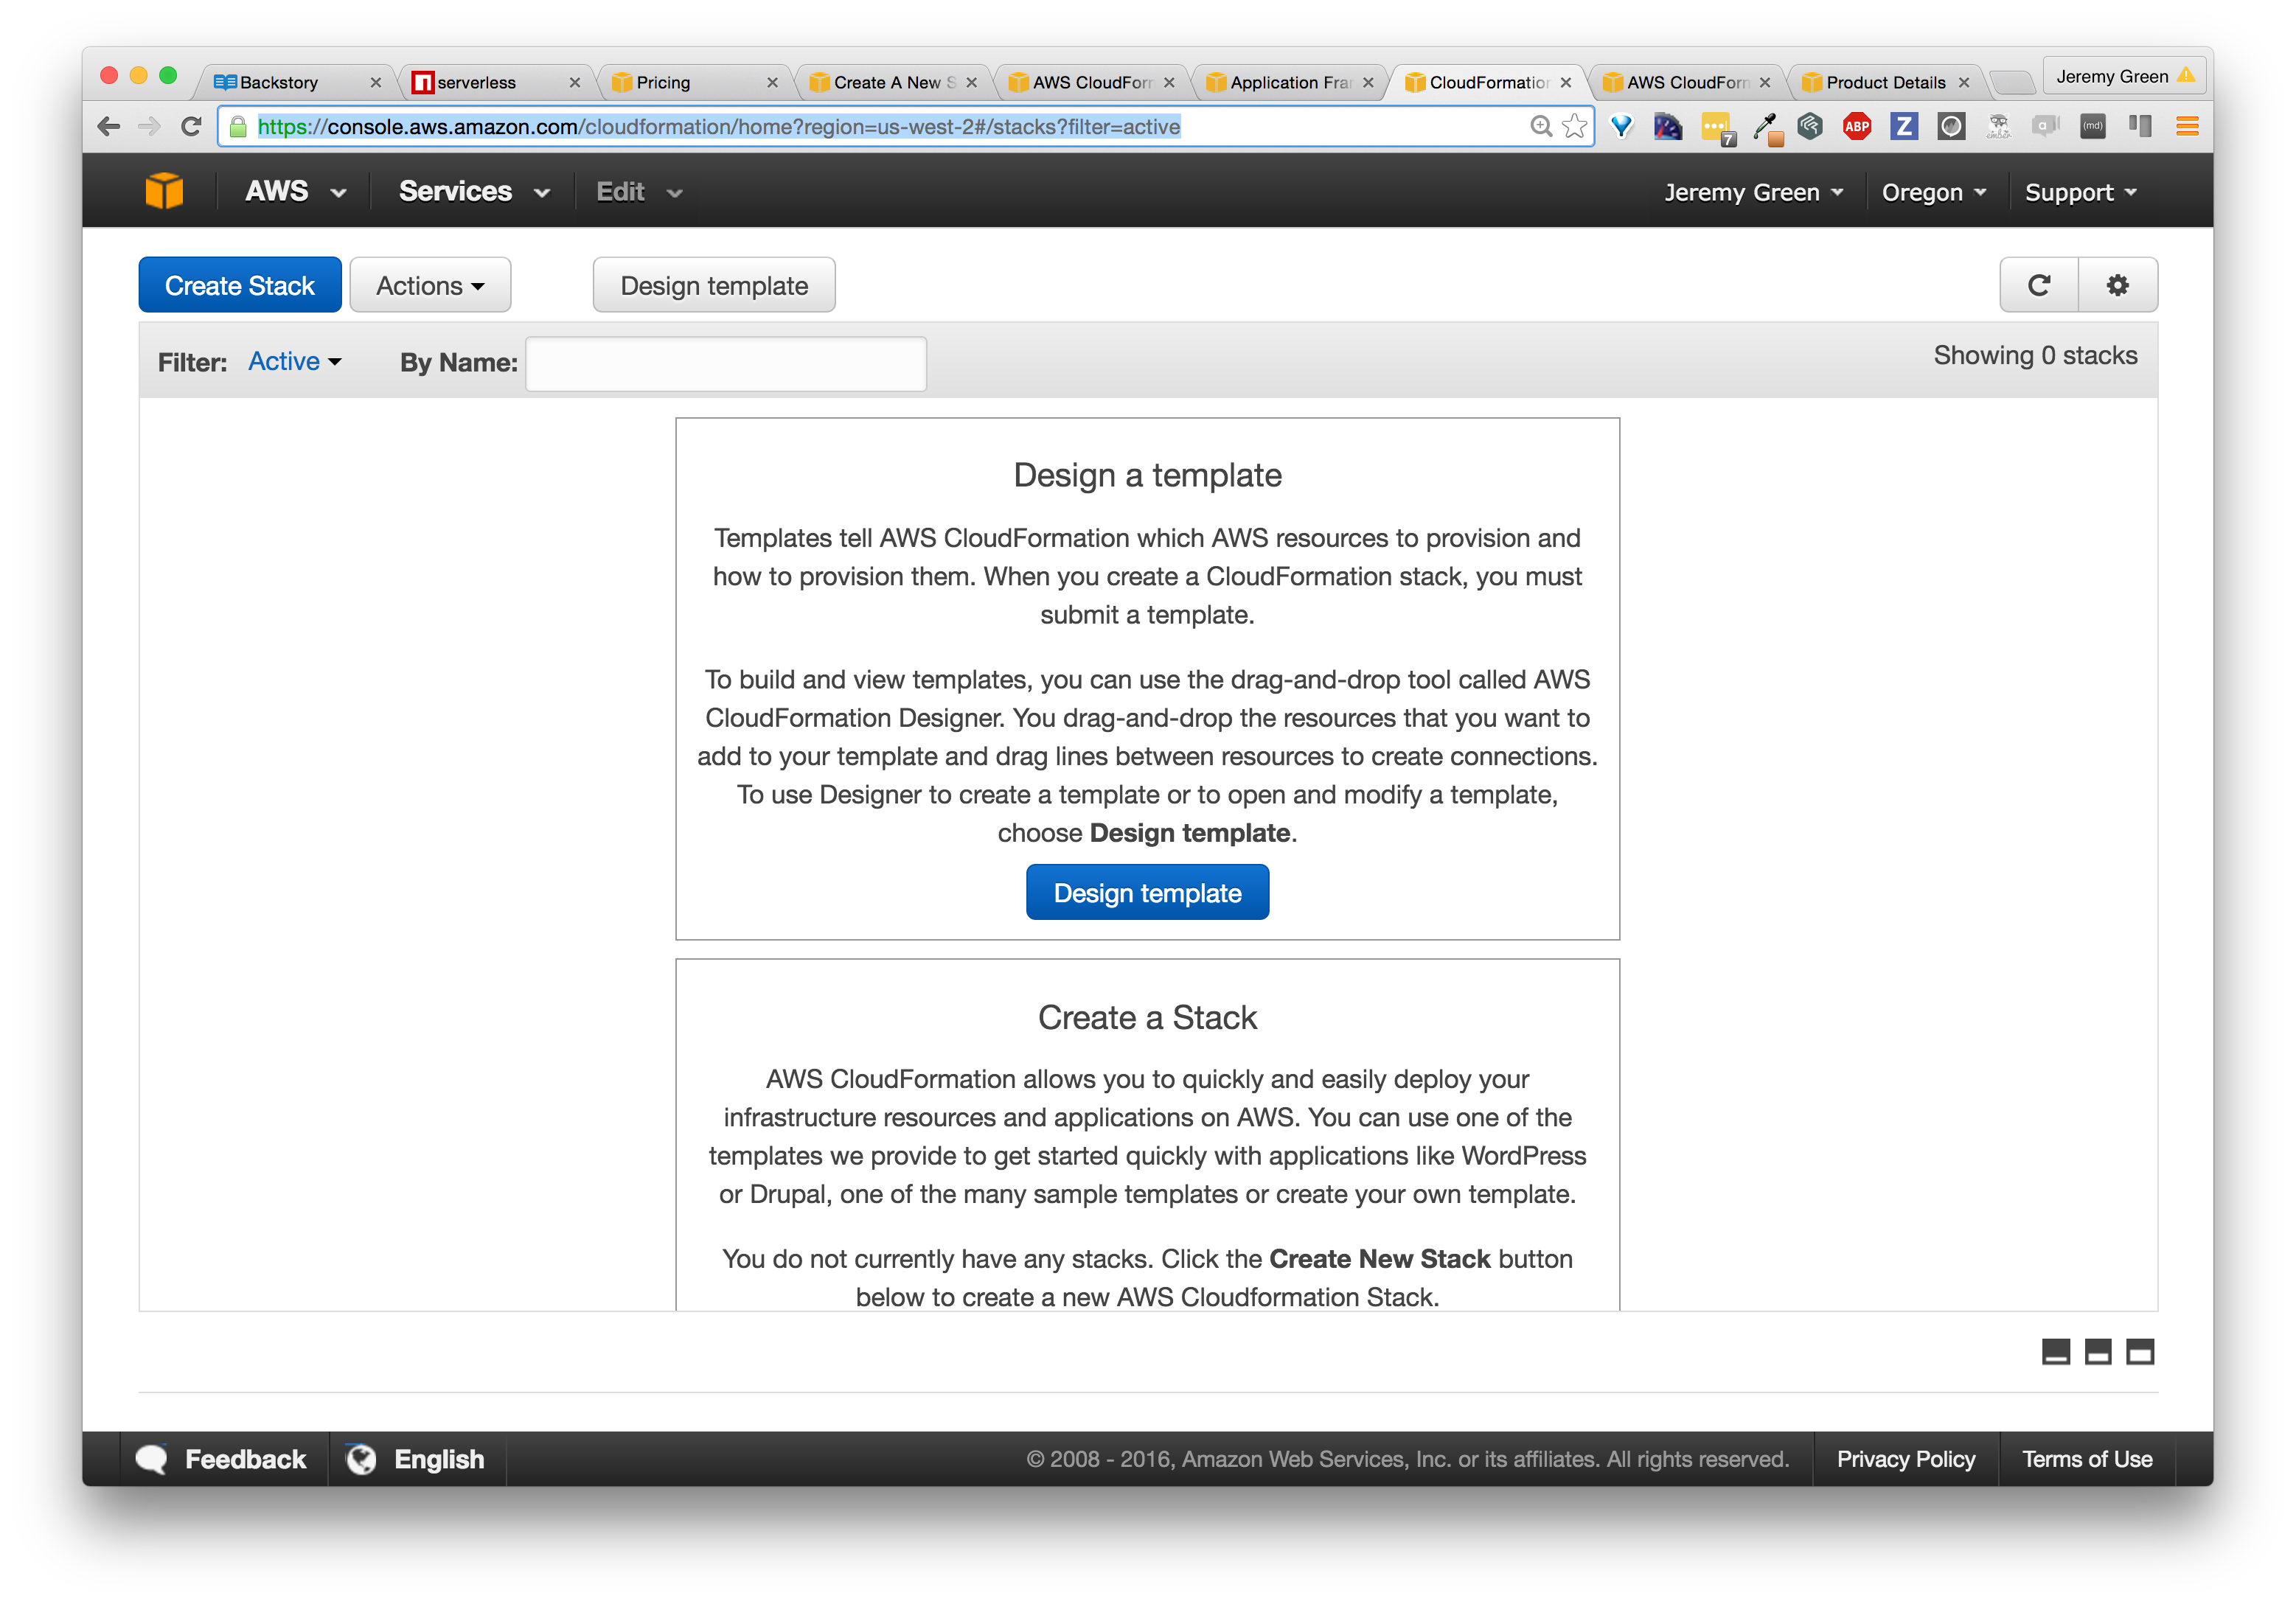 Backstory
serverless
Pricing
Create A New S
AWS CloudForm
Application Fra
CloudFormation
AWS CloudForm
Product Details
Jeremy Green
https://console.aws.amazon.com/cloudformation/home?region=us-west-2#/stacks?filter=active
7
ABP
Z
a
(md)
AWS
Services
Edit
Jeremy Green
Oregon
Support
Create Stack
Actions
Design template
Filter: Active
By Name:
Showing 0 stacks
Design a template
Templates tell AWS CloudFormation which AWS resources to provision and
how to provision them. When you create a CloudFormation stack, you must
submit a template.
To build and view templates, you can use the drag-and-drop tool called AWS
CloudFormation Designer. You drag-and-drop the resources that you want to
add to your template and drag lines between resources to create connections.
To use Designer to create a template or to open and modify a template,
choose Design template.
Design template
Create a Stack
AWS CloudFormation allows you to quickly and easily deploy your
infrastructure resources and applications on AWS. You can use one of the
templates we provide to get started quickly with applications like WordPress
or Drupal, one of the many sample templates or create your own template.
You do not currently have any stacks. Click the Create New Stack button
below to create a new AWS Cloudformation Stack.
Feedback
English
© 2008 - 2016, Amazon Web Services, Inc. or its affiliates. All rights reserved.
Privacy Policy
Terms of Use